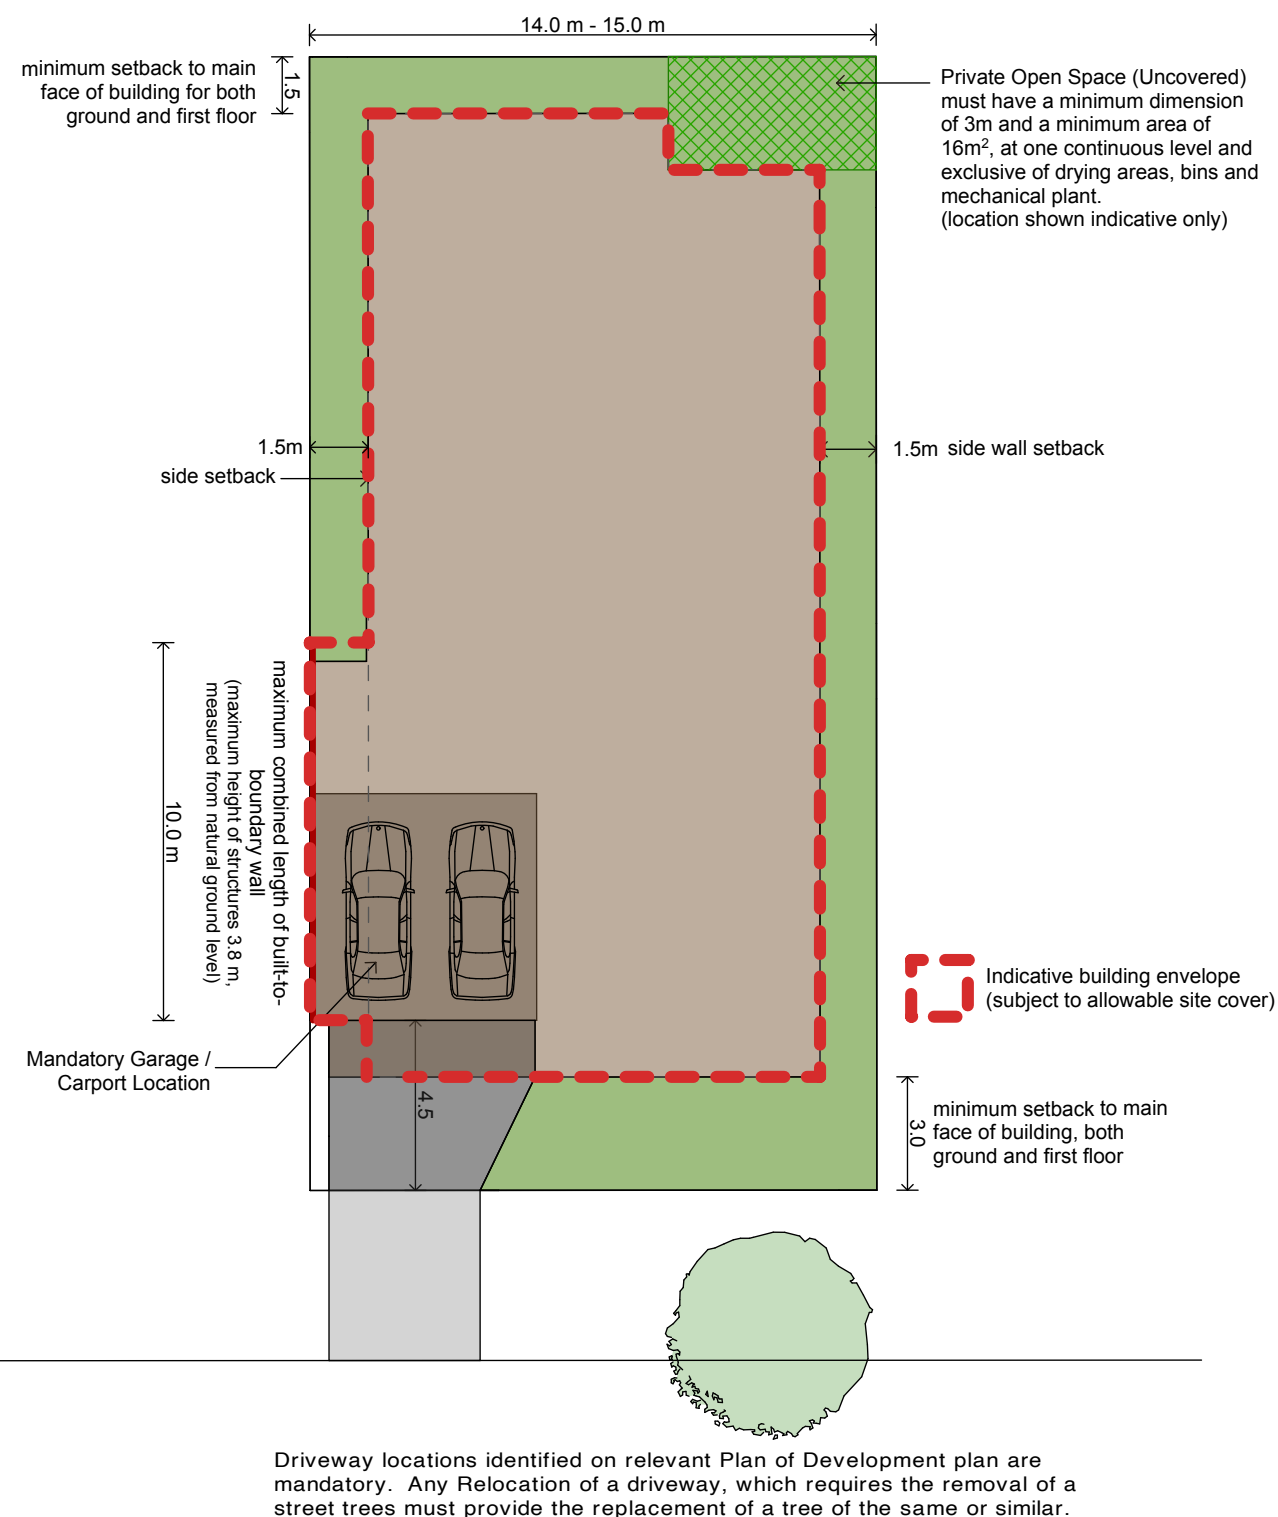 14.0 m - 15.0 m
minimum setback to main
face of building for both
ground and first floor
1.5
Private Open Space (Uncovered)
must have a minimum dimension
of 3m and a minimum area of
16m², at one continuous level and
exclusive of drying areas, bins and
mechanical plant.
(location shown indicative only)
1.5m
side setback
1.5m side wall setback
10.0 m
maximum combined length of built-to-
boundary wall
(maximum height of structures 3.8 m,
measured from natural ground level)
Indicative building envelope
(subject to allowable site cover)
Mandatory Garage /
Carport Location
4.5
3.0
minimum setback to main
face of building, both
ground and first floor
Driveway locations identified on relevant Plan of Development plan are
mandatory. Any Relocation of a driveway, which requires the removal of a
street trees must provide the replacement of a tree of the same or similar.